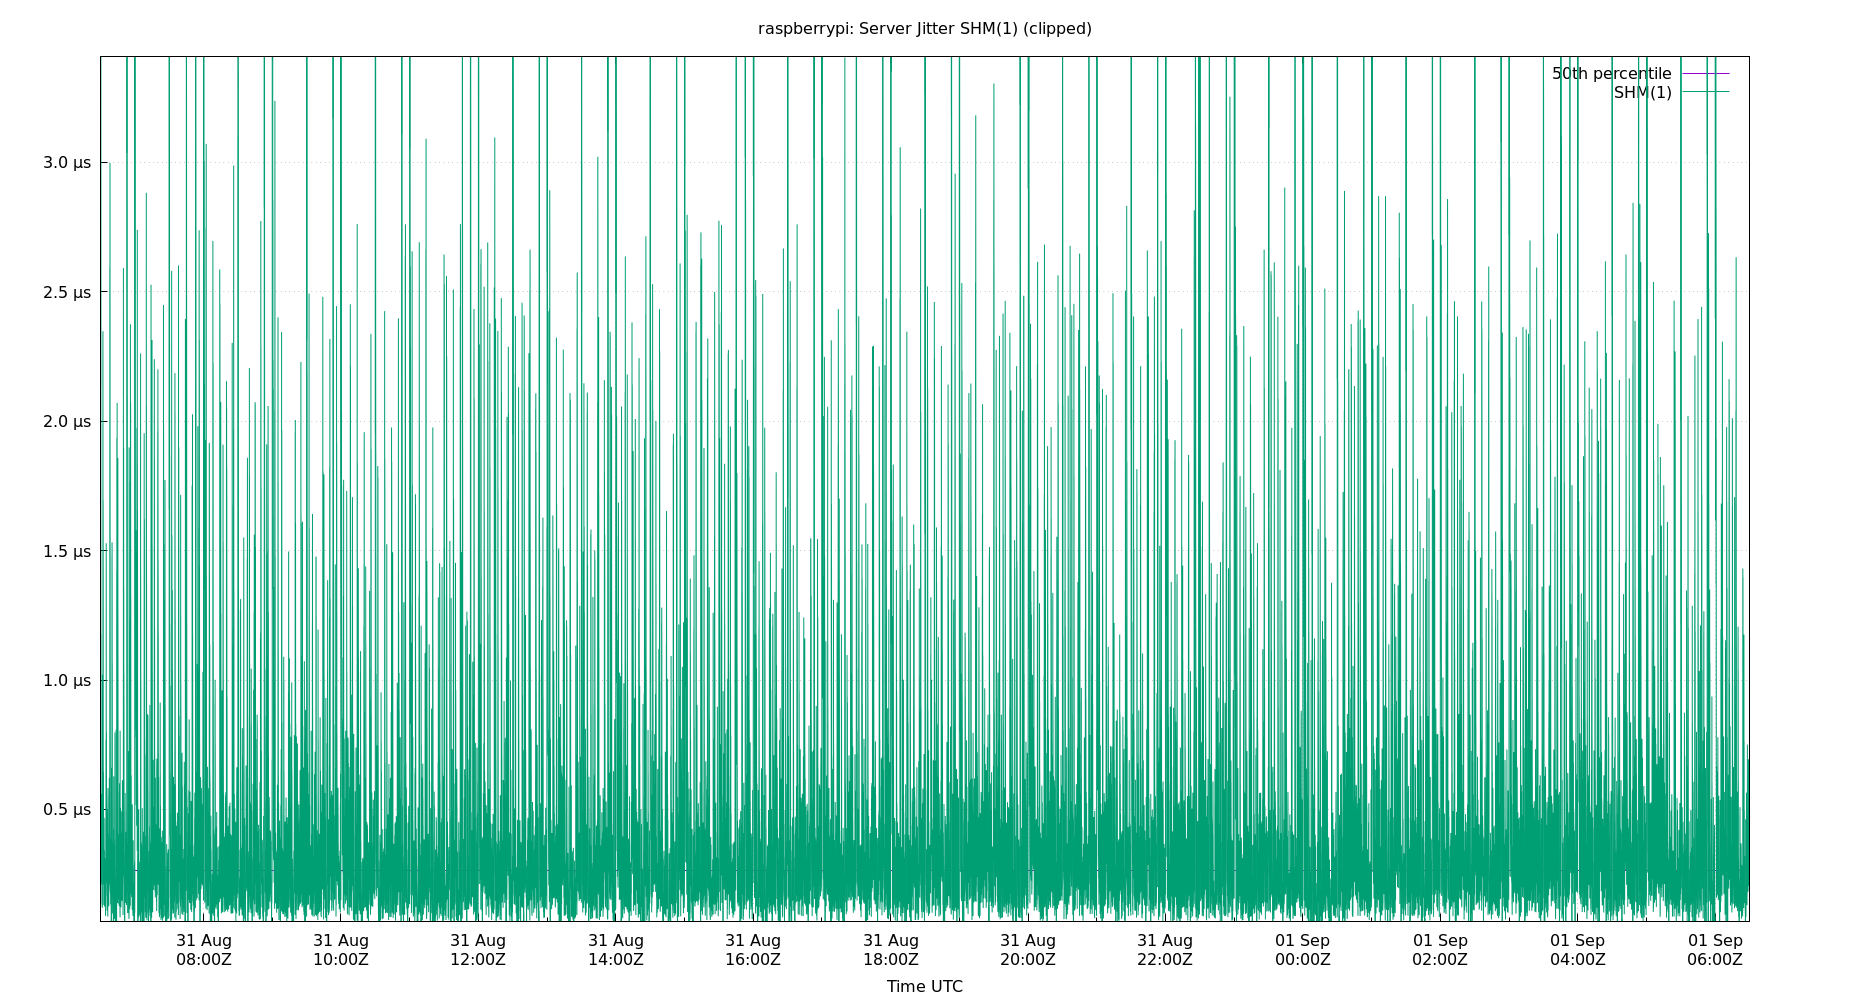 raspberrypi: Server Jitter SHM(1) (clipped)
50th percentile
SHM(1)
3.0 µs
2.5 µs
2.0 µs
1.5 µs
1.0 µs
0.5 µs
31 Aug 31 Aug 31 Aug 31 Aug 31 Aug 31 Aug 31 Aug 31 Aug 01 Sep 01 Sep 01 Sep 01 Sep
08:00Z 10:00Z 12:00Z 14:00Z 16:00Z 18:00Z 20:00Z 22:00Z 00:00Z 02:00Z 04:00Z 06:00Z
Time UTC